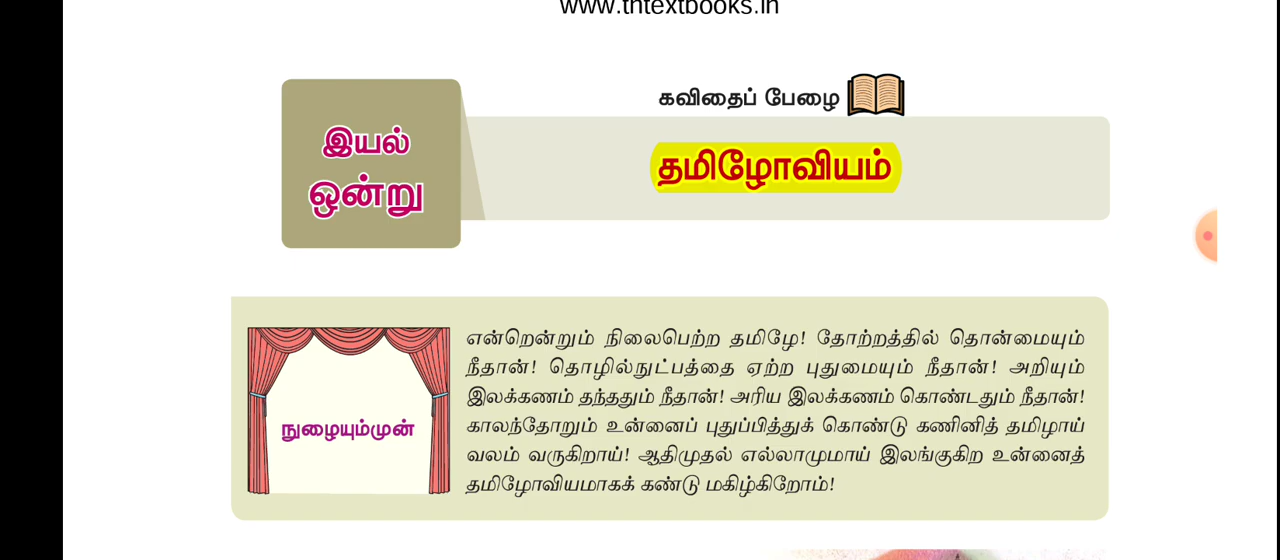 www.tntextbooks.in
கவிதைப் பேழை
இயல்
ஒன்று
தமிழோவியம்
நுழையும்முன்
என்றென்றும் நிலைபெற்ற தமிழே! தோற்றத்தில் தொன்மையும்
நீதான்! தொழில்நுட்பத்தை ஏற்ற புதுமையும் நீதான்! அறியும்
இலக்கணம் தந்ததும் நீதான்! அரிய இலக்கணம் கொண்டதும் நீதான்!
காலந்தோறும் உன்னைப் புதுப்பித்துக் கொண்டு கணினித் தமிழாய்
வலம் வருகிறாய்! ஆதிமுதல் எல்லாமுமாய் இலங்குகிற உன்னைத்
தமிழோவியமாகக் கண்டு மகிழ்கிறோம்!